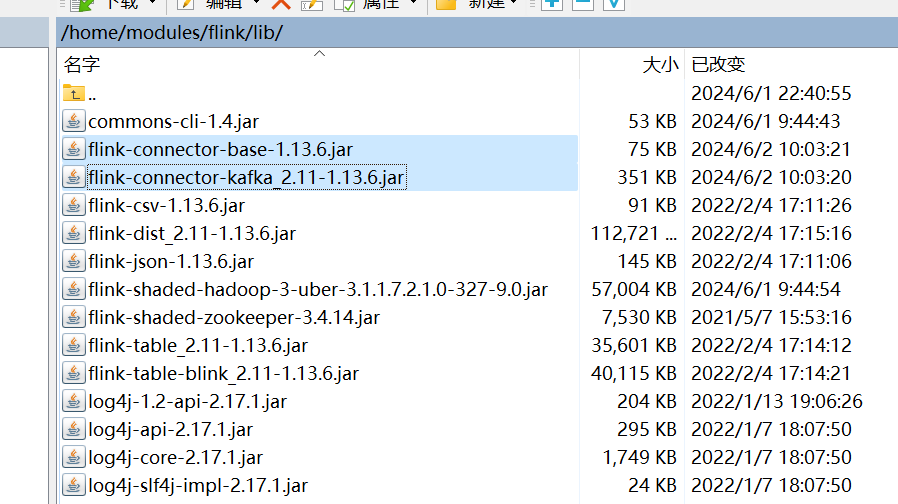 下载 编辑 属性 新建
/home/modules/flink/lib/
名字 大小 已改变
.. 2024/6/1 22:40:55
commons-cli-1.4.jar 53 KB 2024/6/1 9:44:43
flink-connector-base-1.13.6.jar 75 KB 2024/6/2 10:03:21
flink-connector-kafka_2.11-1.13.6.jar 351 KB 2024/6/2 10:03:20
flink-csv-1.13.6.jar 91 KB 2022/2/4 17:11:26
flink-dist_2.11-1.13.6.jar 112,721 ... 2022/2/4 17:15:16
flink-json-1.13.6.jar 145 KB 2022/2/4 17:11:06
flink-shaded-hadoop-3-uber-3.1.1.7.2.1.0-327-9.0.jar 57,004 KB 2024/6/1 9:44:54
flink-shaded-zookeeper-3.4.14.jar 7,530 KB 2021/5/7 15:53:16
flink-table_2.11-1.13.6.jar 35,601 KB 2022/2/4 17:14:12
flink-table-blink_2.11-1.13.6.jar 40,115 KB 2022/2/4 17:14:21
log4j-1.2-api-2.17.1.jar 204 KB 2022/1/13 19:06:26
log4j-api-2.17.1.jar 295 KB 2022/1/7 18:07:50
log4j-core-2.17.1.jar 1,749 KB 2022/1/7 18:07:50
log4j-slf4j-impl-2.17.1.jar 24 KB 2022/1/7 18:07:50